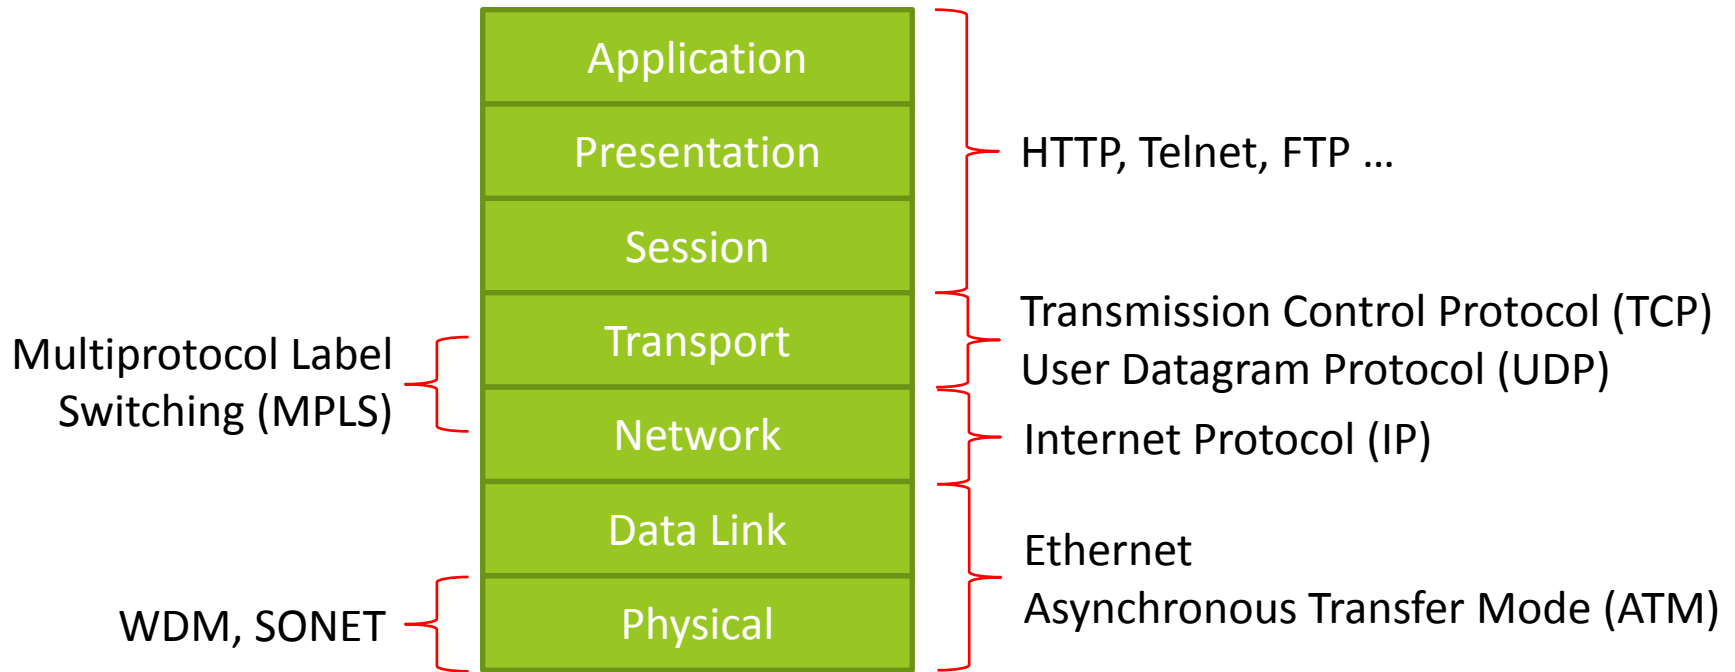 Application
Presentation
Session
Transport
Network
Data Link
Physical
Multiprotocol Label
Switching (MPLS)
WDM, SONET
HTTP, Telnet, FTP …
Transmission Control Protocol (TCP)
User Datagram Protocol (UDP)
Internet Protocol (IP)
Ethernet
Asynchronous Transfer Mode (ATM)